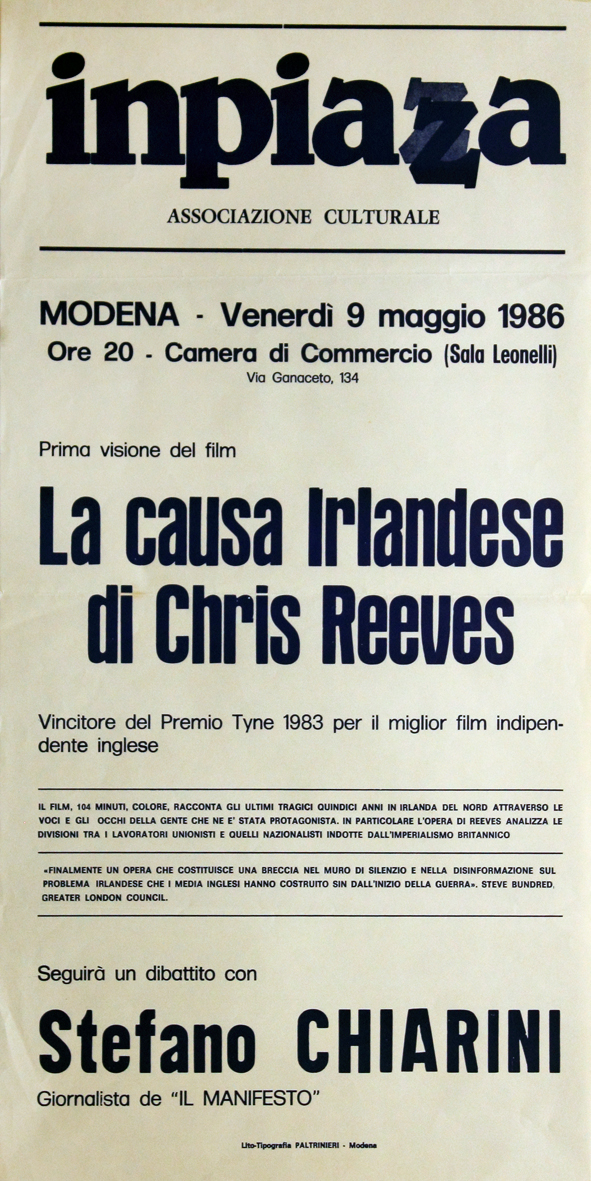 inpiazza
ASSOCIAZIONE CULTURALE
MODENA - Venerdì 9 maggio 1986
Ore 20 - Camera di Commercio (Sala Leonelli)
Via Ganaceto, 134
Prima visione del film
La causa Irlandese
di Chris Reeves
Vincitore del Premio Tyne 1983 per il miglior film indipen-
dente inglese
IL FILM, 104 MINUTI, COLORE, RACCONTA GLI ULTIMI TRAGICI QUINDICI ANNI IN IRLANDA DEL NORD ATTRAVERSO LE
VOCI E GLI OCCHI DELLA GENTE CHE NE E' STATA PROTAGONISTA. IN PARTICOLARE L'OPERA DI REEVES ANALIZZA LE
DIVISIONI TRA I LAVORATORI UNIONISTI E QUELLI NAZIONALISTI INDOTTE DALL'IMPERIALISMO BRITANNICO
«FINALMENTE UN OPERA CHE COSTITUISCE UNA BRECCIA NEL MURO DI SILENZIO E NELLA DISINFORMAZIONE SUL
PROBLEMA IRLANDESE CHE I MEDIA INGLESI HANNO COSTRUITO SIN DALL'INIZIO DELLA GUERRA». STEVE BUNDRED,
GREATER LONDON COUNCIL.
Seguirà un dibattito con
Stefano CHIARINI
Giornalista de "IL MANIFESTO"
Lito-Tipografia PALTRINIERI - Modena